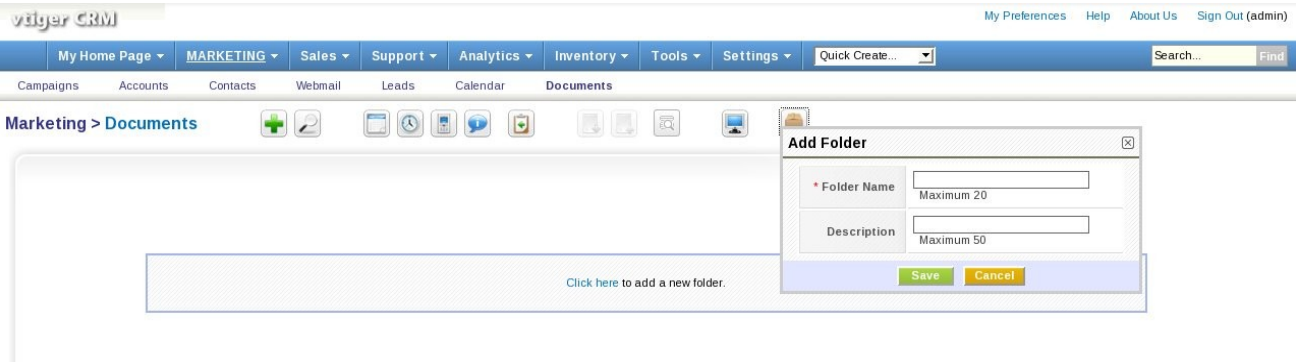 vtiger CRM
My Preferences Help About Us Sign Out (admin)
My Home Page MARKETING Sales Support Analytics Inventory Tools Settings Quick Create... Search... Find
Campaigns Accounts Contacts Webmail Leads Calendar Documents
Marketing > Documents
Add Folder
* Folder Name
Maximum 20
Description
Maximum 50
Save Cancel
Click here to add a new folder.